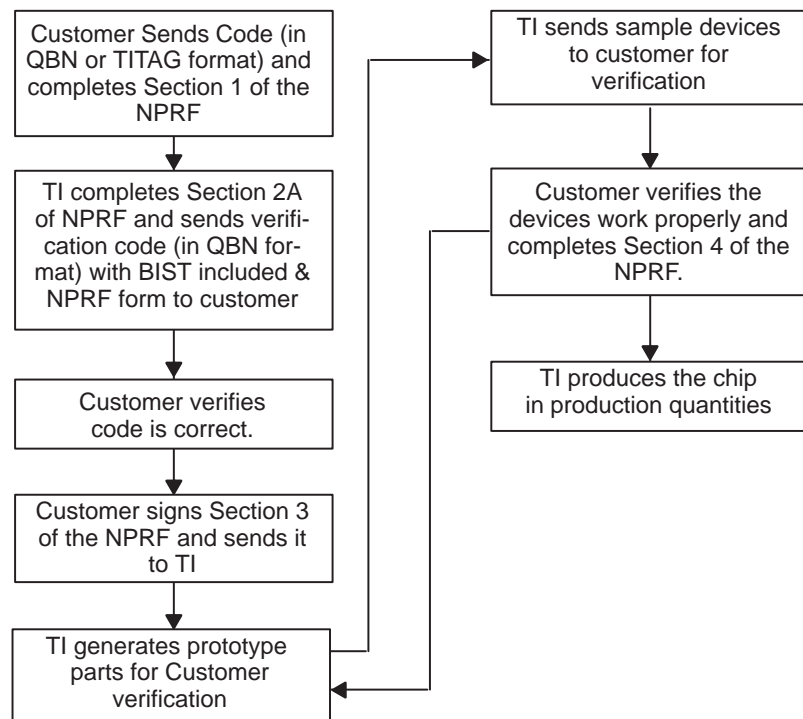 Customer Sends Code (in
QBN or TITAG format) and
completes Section 1 of the
NPRF
TI completes Section 2A
of NPRF and sends verifi-
cation code (in QBN for-
mat) with BIST included &
NPRF form to customer
Customer verifies
code is correct.
Customer signs Section 3
of the NPRF and sends it
to TI
TI generates prototype
parts for Customer
verification
TI sends sample devices
to customer for
verification
Customer verifies the
devices work properly and
completes Section 4 of the
NPRF.
TI produces the chip
in production quantities